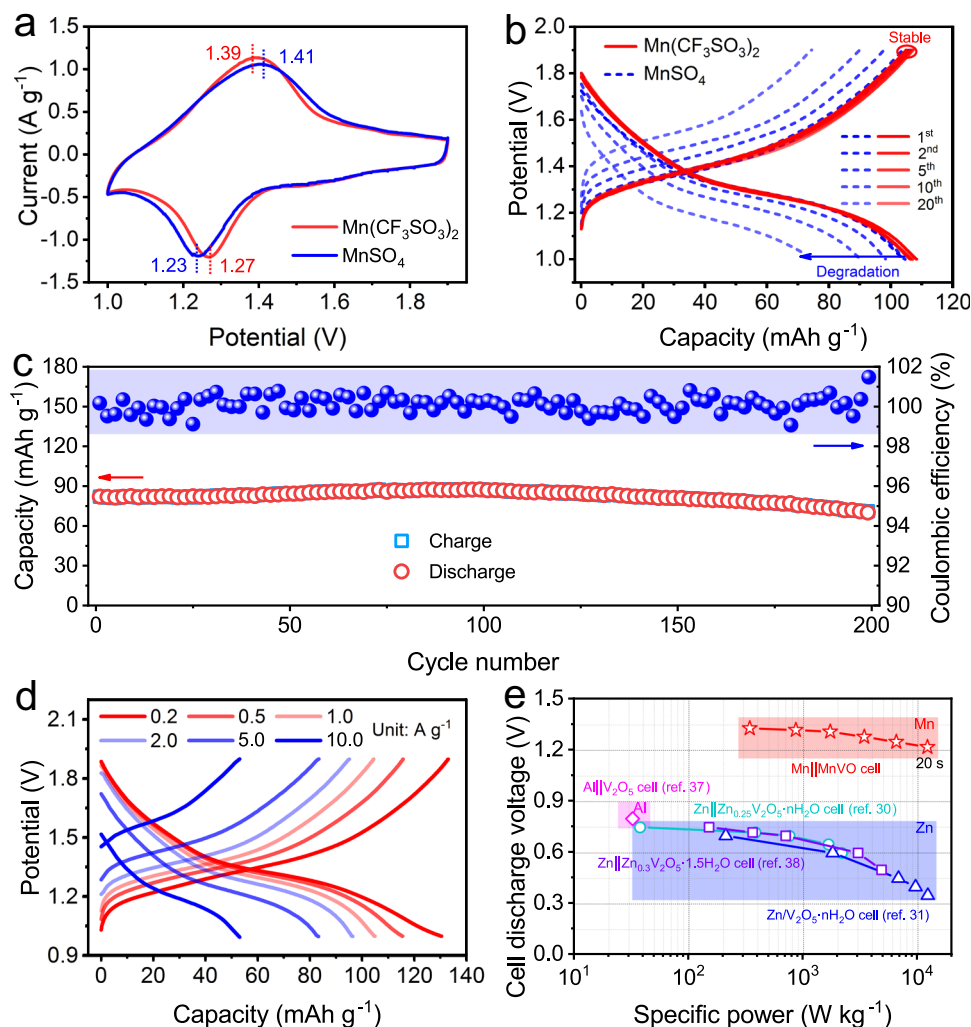 a
1.5
1.0
0.5
0.0
-0.5
-1.0
-1.5
Current (A g⁻¹)
1.39
1.41
1.23
1.27
Mn(CF₃SO₃)₂
MnSO₄
1.0
1.2
1.4
1.6
1.8
Potential (V)
b
2.0
1.8
1.6
1.4
1.2
1.0
Potential (V)
Mn(CF₃SO₃)₂
MnSO₄
Stable
1ˢᵗ
2ⁿᵈ
5ᵗʰ
10ᵗʰ
20ᵗʰ
Degradation
0
20
40
60
80
100
120
Capacity (mAh g⁻¹)
c
180
150
120
90
60
30
0
Capacity (mAh g⁻¹)
102
100
98
96
94
92
90
Coulombic efficiency (%)
Charge
Discharge
0
50
100
150
200
Cycle number
d
2.1
1.8
1.5
1.2
0.9
Potential (V)
0.2
0.5
1.0
Unit: A g⁻¹
2.0
5.0
10.0
0
20
40
60
80
100
120
140
Capacity (mAh g⁻¹)
e
1.5
1.2
0.9
0.6
0.3
0.0
Cell discharge voltage (V)
Mn
Mn||MnVO cell
20 s
Al||V₂O₅ cell (ref. 37)
Al
Zn||Zn₀.₂₅V₂O₅·nH₂O cell (ref. 30)
Zn
Zn||Zn₀.₃V₂O₅·1.5H₂O cell (ref. 38)
Zn/V₂O₅·nH₂O cell (ref. 31)
10¹
10²
10³
10⁴
Specific power (W kg⁻¹)